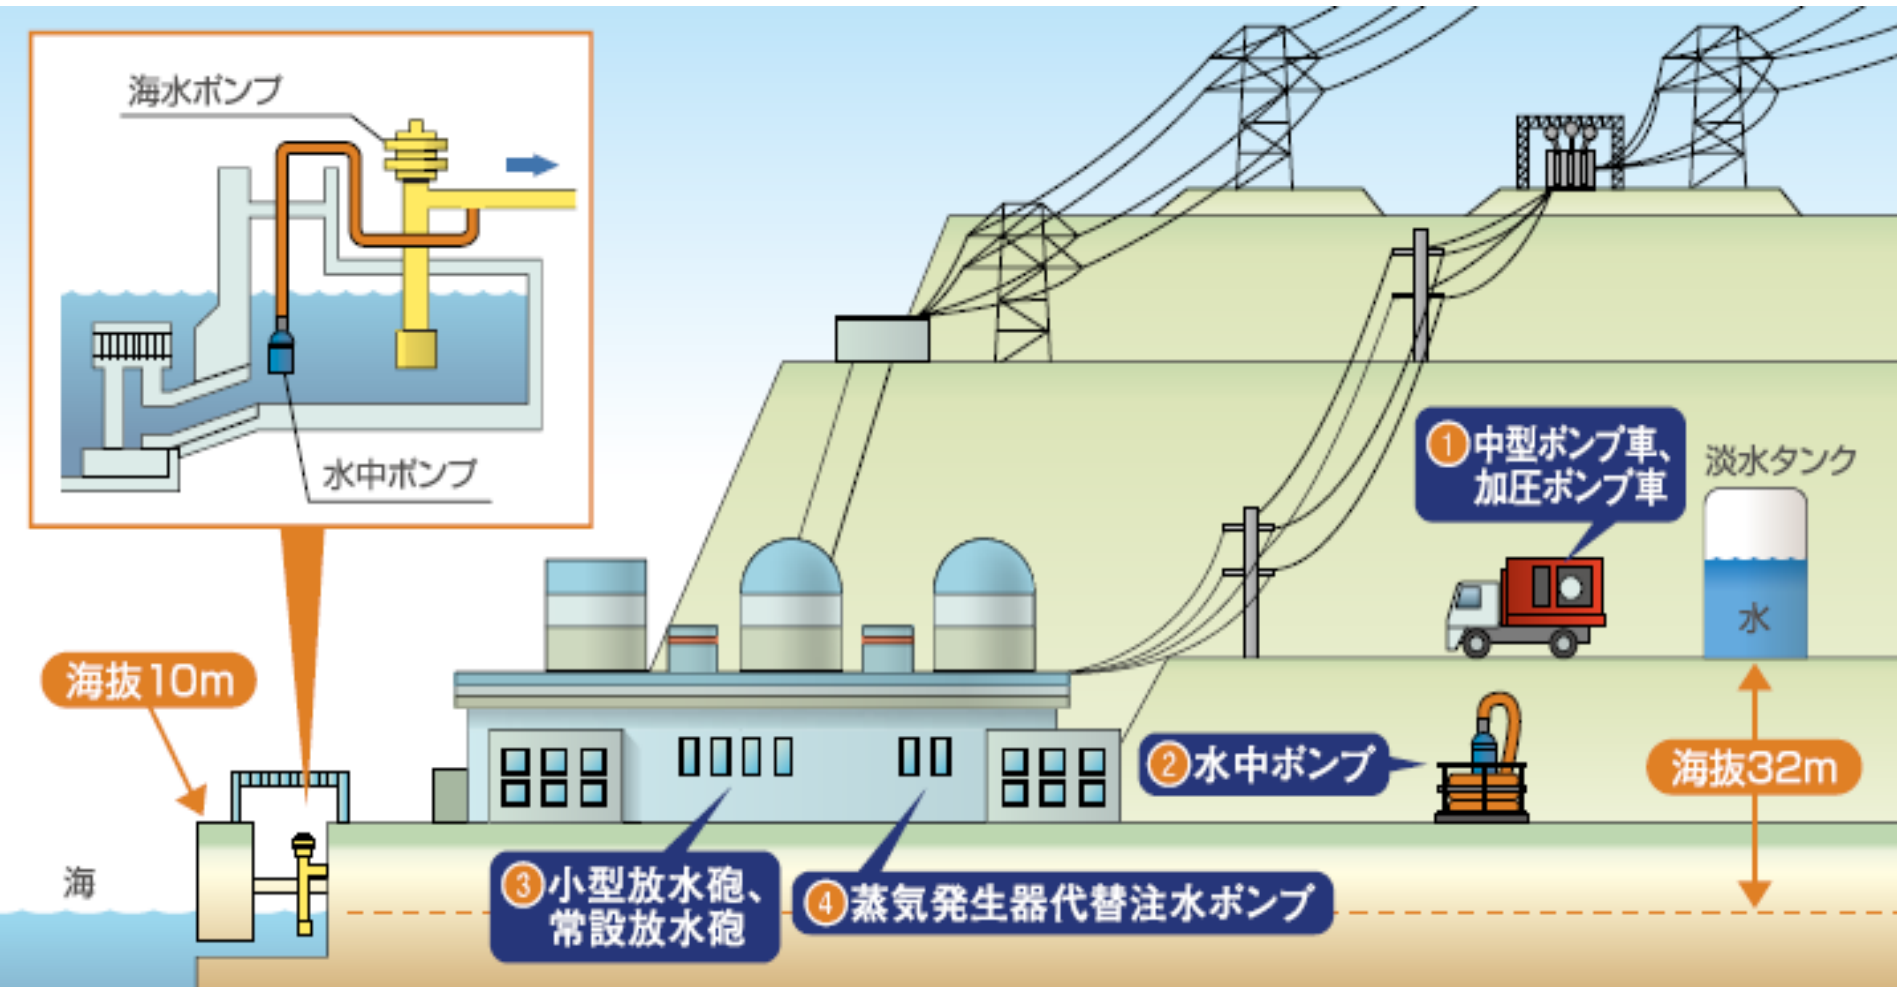 海水ポンプ
水中ポンプ
海抜10m
海
①中型ポンプ車、
加圧ポンプ車
淡水タンク
水
②水中ポンプ
海抜32m
③小型放水砲、
常設放水砲
④蒸気発生器代替注水ポンプ